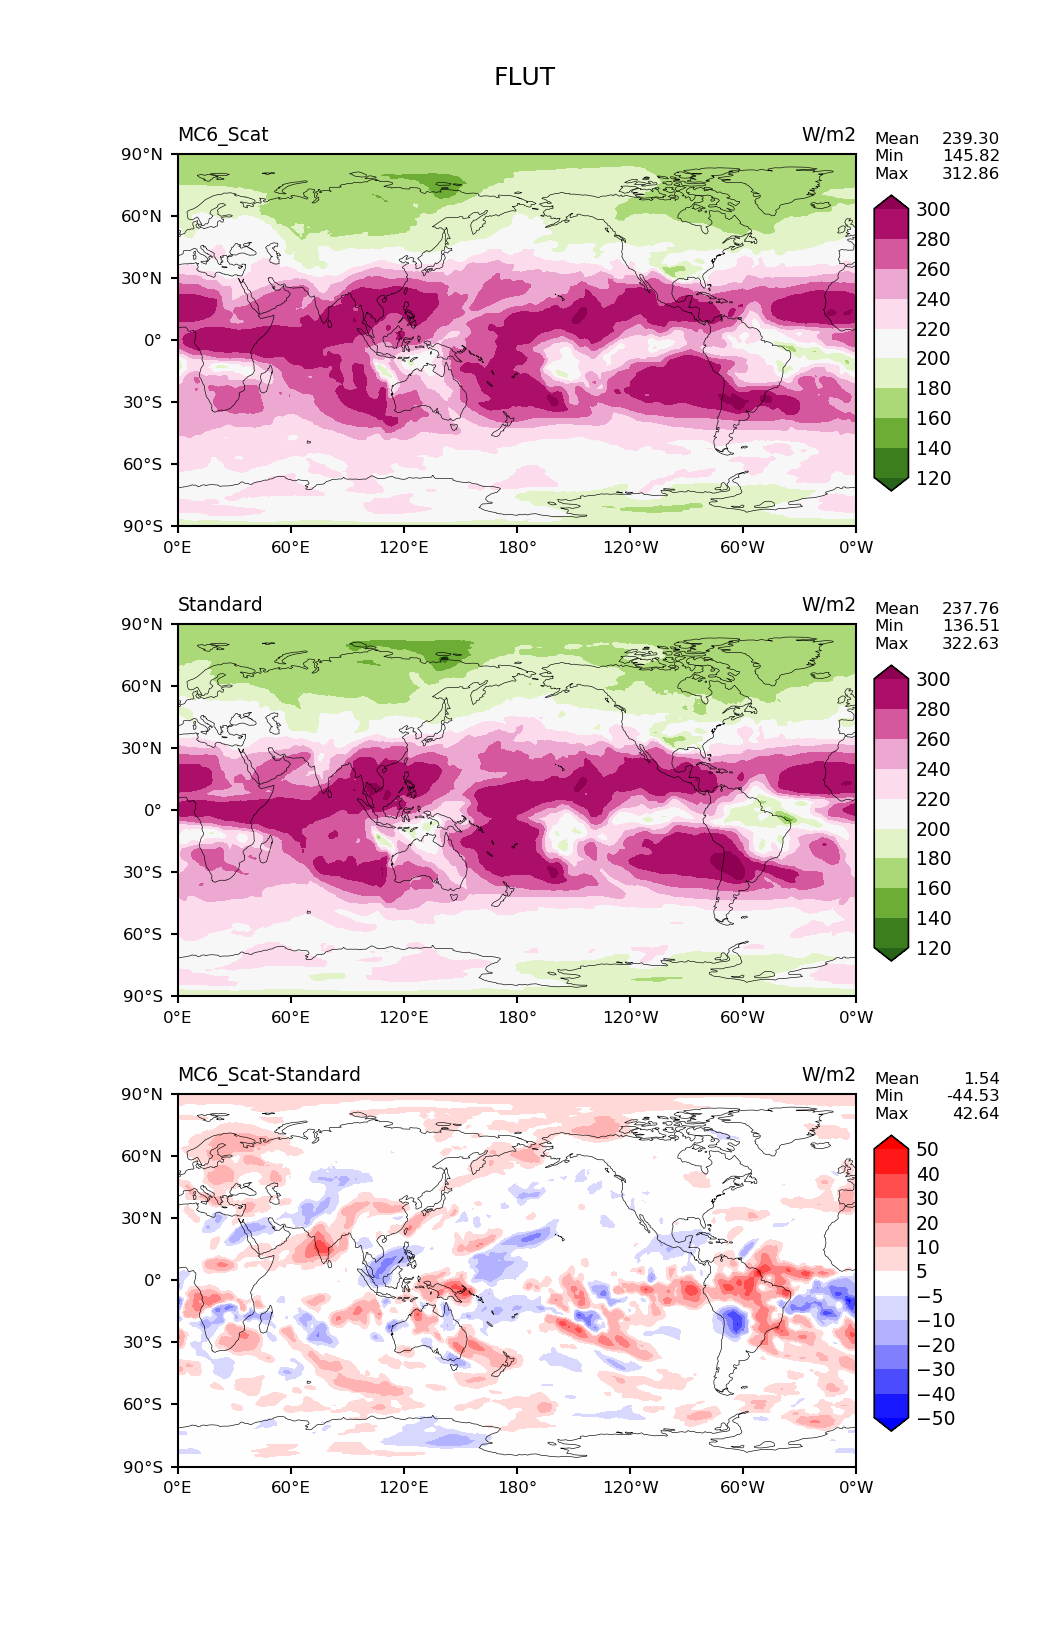 FLUT
MC6_Scat W/m2
Mean 239.30
Min 145.82
Max 312.86
90°N
60°N
30°N
0°
30°S
60°S
90°S
0°E 60°E 120°E 180° 120°W 60°W 0°W
300
280
260
240
220
200
180
160
140
120
Standard W/m2
Mean 237.76
Min 136.51
Max 322.63
90°N
60°N
30°N
0°
30°S
60°S
90°S
0°E 60°E 120°E 180° 120°W 60°W 0°W
300
280
260
240
220
200
180
160
140
120
MC6_Scat-Standard W/m2
Mean 1.54
Min -44.53
Max 42.64
90°N
60°N
30°N
0°
30°S
60°S
90°S
0°E 60°E 120°E 180° 120°W 60°W 0°W
50
40
30
20
10
5
−5
−10
−20
−30
−40
−50